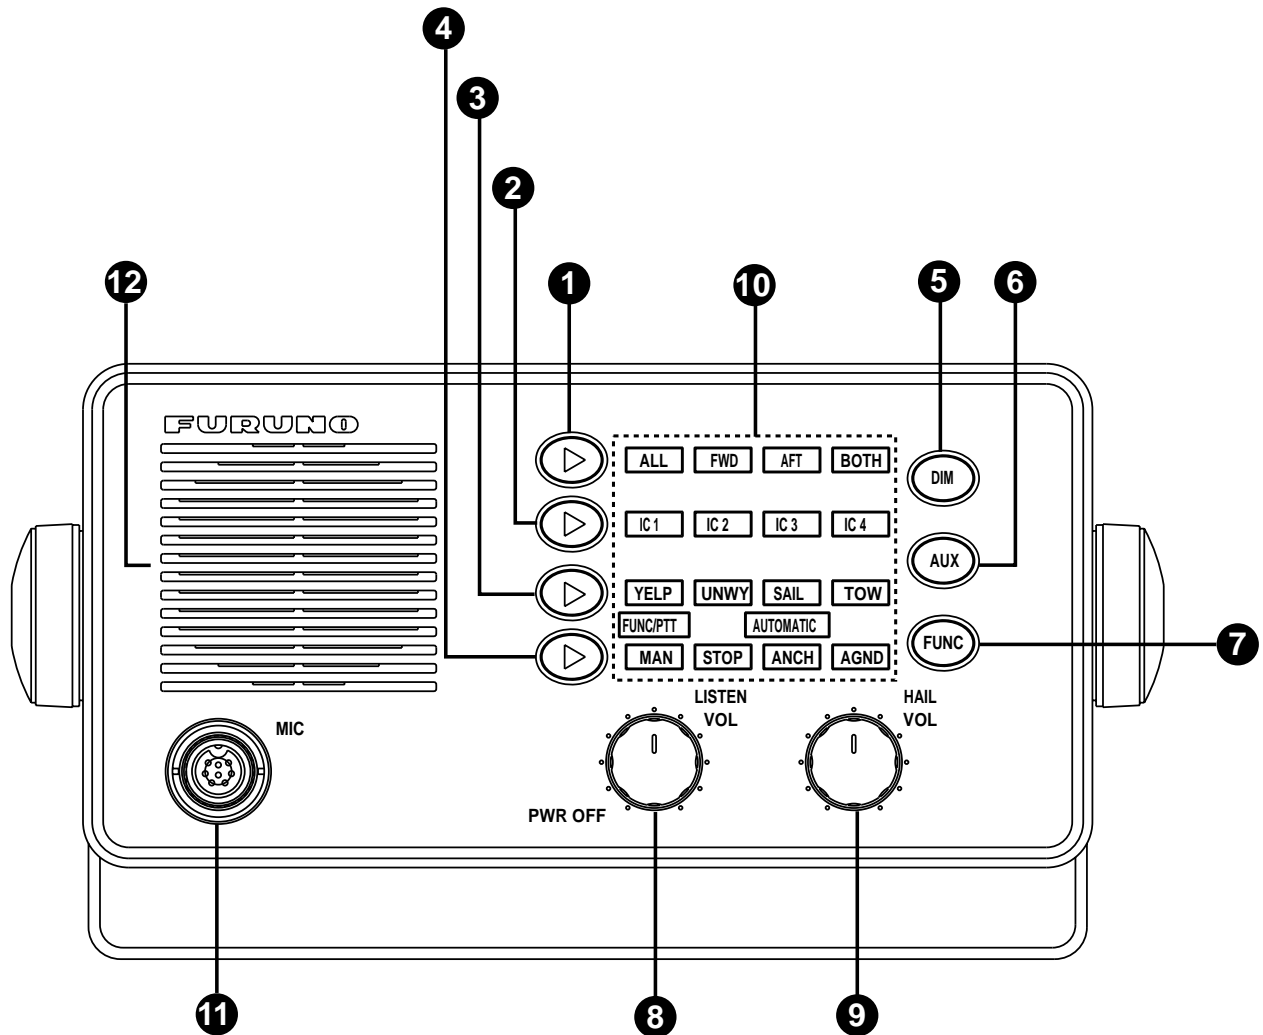 4
3
2
1
10
5
6
12
FURUNO
ALL FWD AFT BOTH
DIM
IC 1 IC 2 IC 3 IC 4
AUX
YELP UNWY SAIL TOW
FUNC/PTT AUTOMATIC
FUNC
7
MAN STOP ANCH AGND
LISTEN
VOL
HAIL
VOL
MIC
PWR OFF
11
8
9